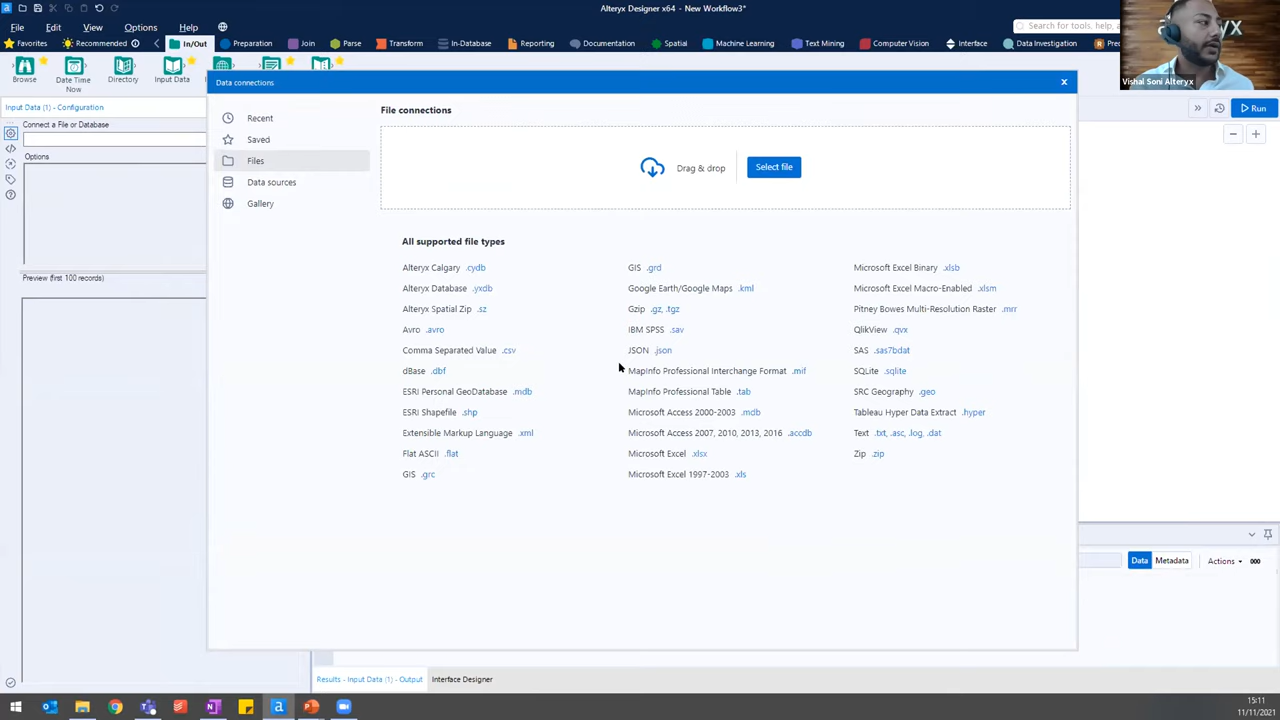 Alteryx Designer x64 - New Workflow3*
File Edit View Options Help
Search for tools, help, a
Favorites Recommended In/Out Preparation Join Parse Transform In-Database Reporting Documentation Spatial Machine Learning Text Mining Computer Vision Interface Data Investigation Prec
Browse Date Time Now Directory Input Data
Vishal Soni Alteryx
Data connections
Input Data (1) - Configuration
Run
Connect a File or Database
Options
Preview (first 100 records)
Recent
Saved
Files
Data sources
Gallery
File connections
Drag & drop Select file
All supported file types
Alteryx Calgary .cydb
Alteryx Database .yxdb
Alteryx Spatial Zip .sz
Avro .avro
Comma Separated Value .csv
dBase .dbf
ESRI Personal GeoDatabase .mdb
ESRI Shapefile .shp
Extensible Markup Language .xml
Flat ASCII .flat
GIS .grc
GIS .grd
Google Earth/Google Maps .kml
Gzip .gz, .tgz
IBM SPSS .sav
JSON .json
MapInfo Professional Interchange Format .mif
MapInfo Professional Table .tab
Microsoft Access 2000-2003 .mdb
Microsoft Access 2007, 2010, 2013, 2016 .accdb
Microsoft Excel .xlsx
Microsoft Excel 1997-2003 .xls
Microsoft Excel Binary .xlsb
Microsoft Excel Macro-Enabled .xlsm
Pitney Bowes Multi-Resolution Raster .mrr
QlikView .qvx
SAS .sas7bdat
SQLite .sqlite
SRC Geography .geo
Tableau Hyper Data Extract .hyper
Text .txt, .asc, .log, .dat
Zip .zip
Data Metadata Actions 000
Results - Input Data (1) - Output Interface Designer
15:11
11/11/2021